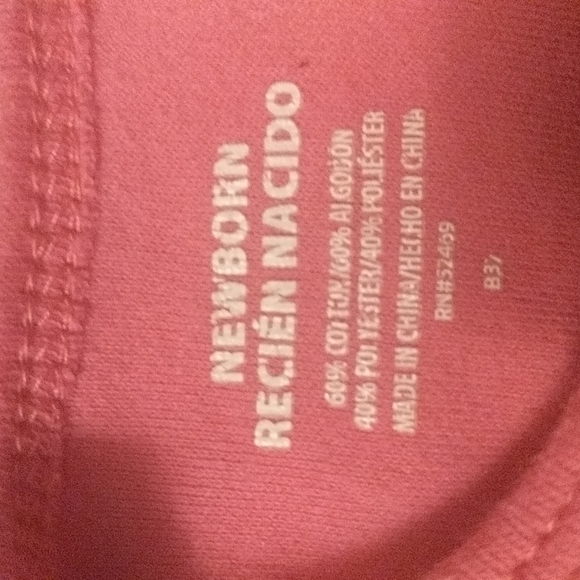 NEWBORN
RECIÉN NACIDO
60% COTTON/60% ALGODÓN
40% POLYESTER/40% POLIÉSTER
MADE IN CHINA/HECHO EN CHINA
RN#52469
B37